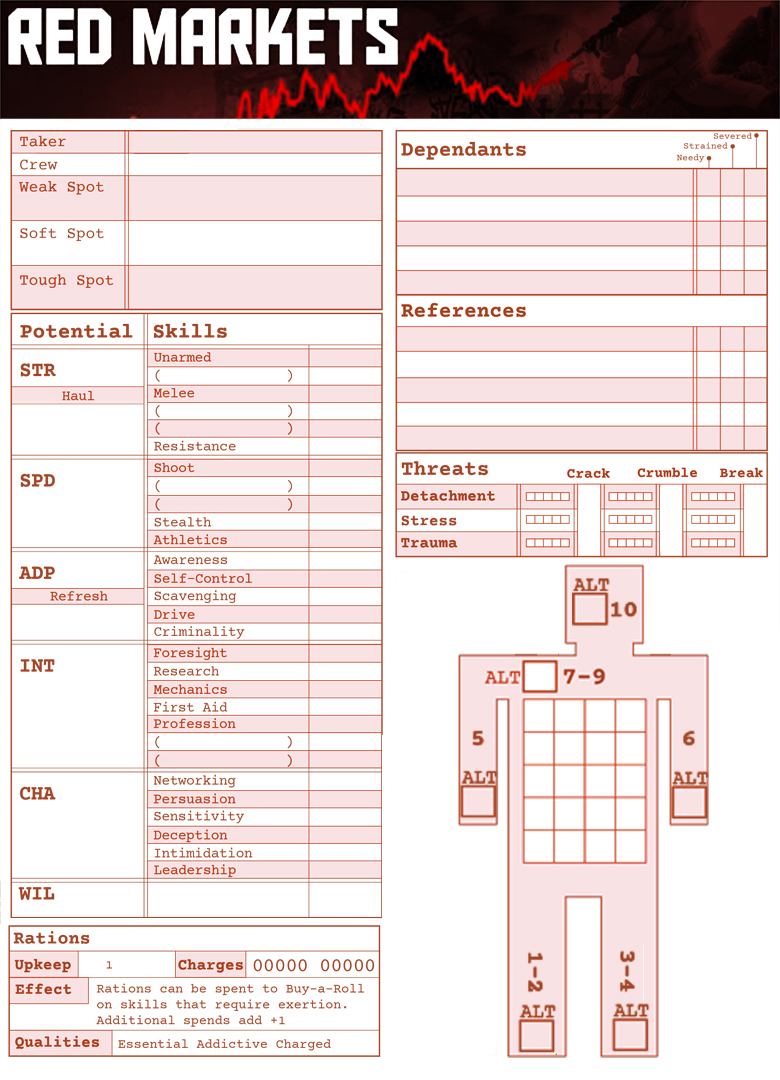 RED MARKETS
Taker
Crew
Weak Spot
Soft Spot
Tough Spot
Potential Skills
STR
Haul
Unarmed
( )
Melee
( )
( )
Resistance
SPD
Shoot
( )
( )
Stealth
Athletics
ADP
Refresh
Awareness
Self-Control
Scavenging
Drive
Criminality
INT
Foresight
Research
Mechanics
First Aid
Profession
( )
( )
CHA
Networking
Persuasion
Sensitivity
Deception
Intimidation
Leadership
WIL
Rations
Upkeep 1 Charges 00000 00000
Effect Rations can be spent to Buy-a-Roll
on skills that require exertion.
Additional spends add +1
Qualities Essential Addictive Charged
Dependants
Severed
Strained
Needy
References
Threats Crack Crumble Break
Detachment
Stress
Trauma
ALT
10
ALT 7-9
5
6
ALT
ALT
1-2
3-4
ALT
ALT